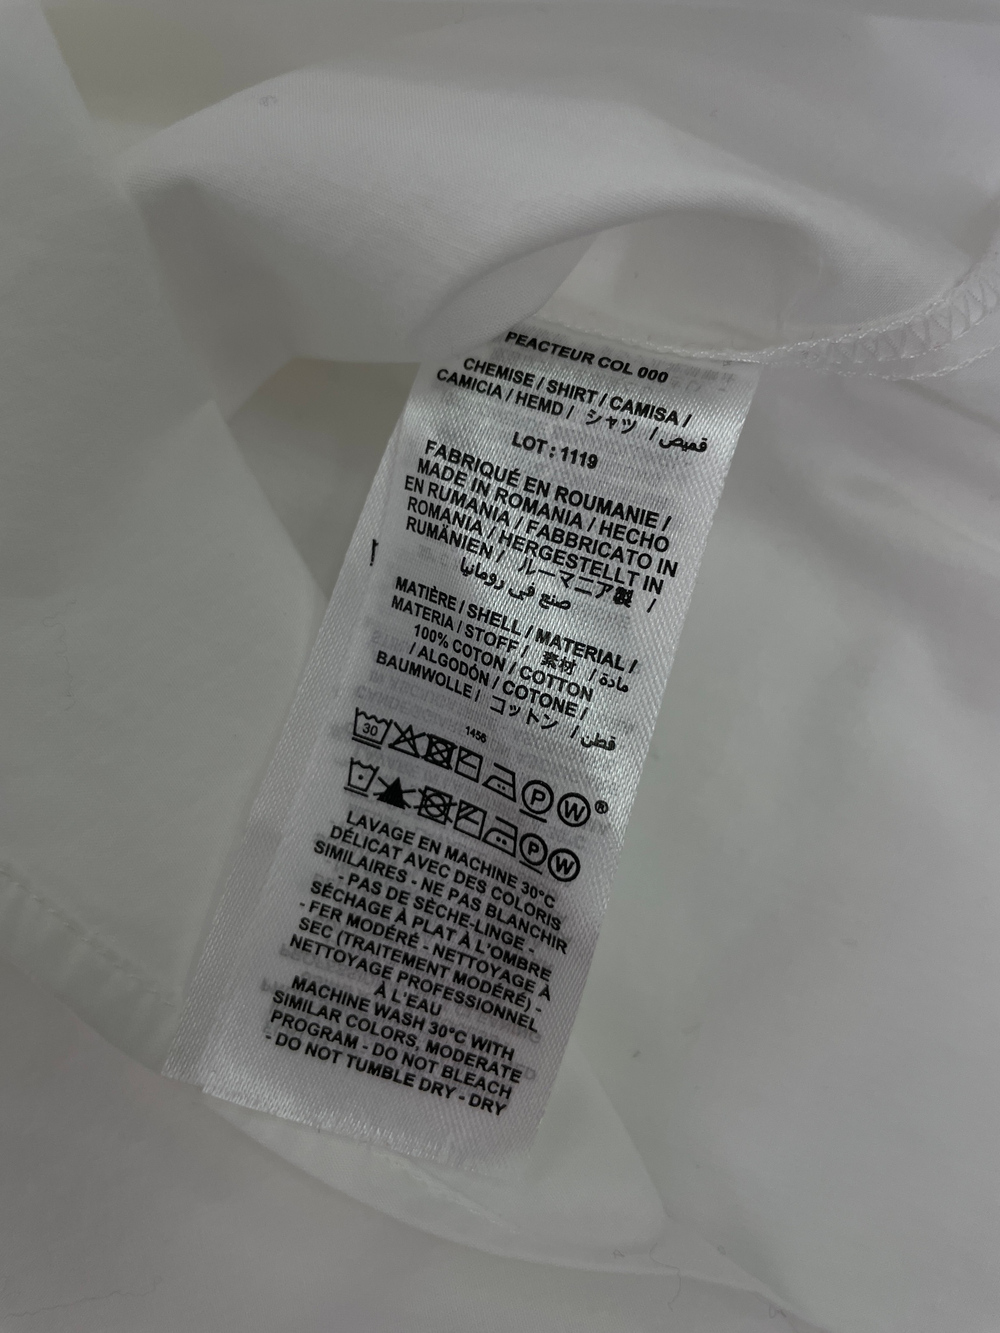 PEACTEUR COL 000
CHEMISE / SHIRT / CAMISA /
CAMICIA / HEMD / シャツ / قميص
LOT : 1119
FABRIQUÉ EN ROUMANIE /
MADE IN ROMANIA / HECHO
EN RUMANIA / FABBRICATO IN
ROMANIA / HERGESTELLT IN
RUMÄNIEN / ルーマニア製 /
صنع في رومانيا
MATIÈRE / SHELL / MATERIAL /
MATERIA / STOFF / 素材 / مادة
100% COTON / COTTON
/ ALGODÓN / COTONE /
BAUMWOLLE / コットン / قطن
1456
30 P W ®
P W
LAVAGE EN MACHINE 30°C
DÉLICAT AVEC DES COLORIS
SIMILAIRES - NE PAS BLANCHIR
- PAS DE SÈCHE-LINGE -
SÉCHAGE À PLAT À L'OMBRE
- FER MODÉRÉ - NETTOYAGE À
SEC (TRAITEMENT MODÉRÉ) -
NETTOYAGE PROFESSIONNEL
À L'EAU
MACHINE WASH 30°C WITH
SIMILAR COLORS, MODERATE
PROGRAM - DO NOT BLEACH
- DO NOT TUMBLE DRY - DRY